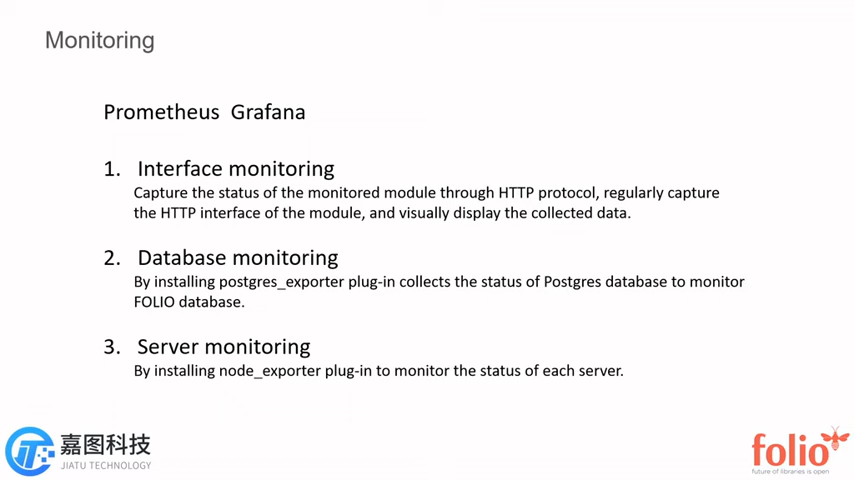 Monitoring
Prometheus Grafana
1. Interface monitoring
Capture the status of the monitored module through HTTP protocol, regularly capture
the HTTP interface of the module, and visually display the collected data.
2. Database monitoring
By installing postgres_exporter plug-in collects the status of Postgres database to monitor
FOLIO database.
3. Server monitoring
By installing node_exporter plug-in to monitor the status of each server.
嘉图科技
JIATU TECHNOLOGY
folio
future of libraries is open